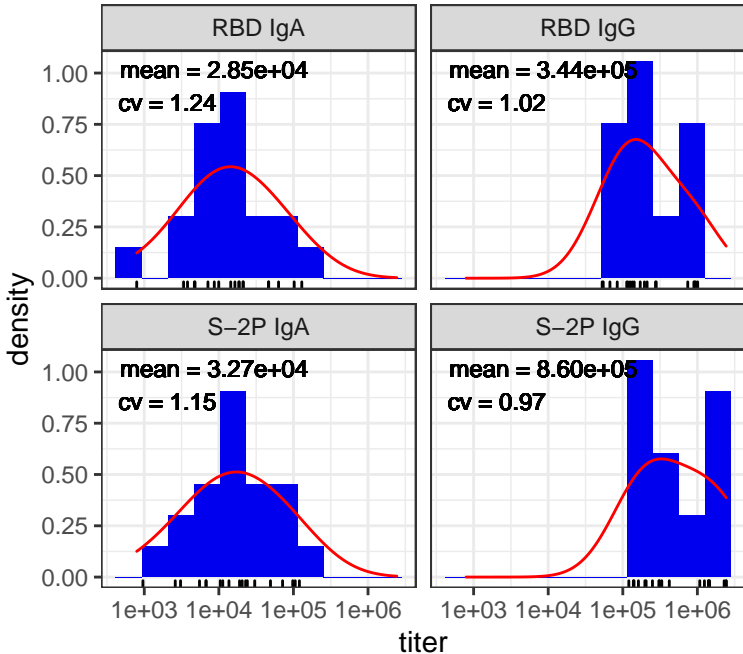 RBD IgA
RBD IgG
mean = 2.85e+04
cv = 1.24
mean = 3.44e+05
cv = 1.02
1.00
0.75
0.50
0.25
0.00
S−2P IgA
S−2P IgG
mean = 3.27e+04
cv = 1.15
mean = 8.60e+05
cv = 0.97
1.00
0.75
0.50
0.25
0.00
density
1e+03 1e+04 1e+05 1e+06
1e+03 1e+04 1e+05 1e+06
titer